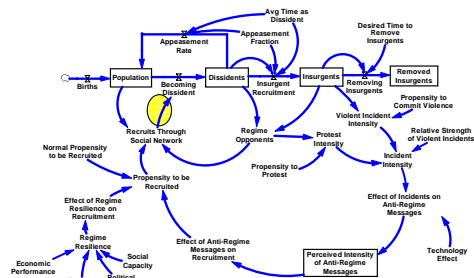 Avg Time as
Dissident
Appeasement
Rate
Appeasement
Fraction
Desired Time to
Remove
Insurgents
Births
Population
Becoming
Dissident
Dissidents
Insurgent
Recruitment
Insurgents
Removing
Insurgents
Removed Insurgents
Recruits Through
Social Network
Regime
Opponents
Violent Incident
Intensity
Propensity to
Commit Violence
Normal Propensity
to be Recruited
Protest
Intensity
Relative Strength
of Violent Incidents
Incident
Intensity
Propensity to be
Recruited
Propensity to
Protest
Effect of Regime
Resilience on
Recruitment
Effect of Incidents on
Anti-Regime
Messages
Regime
Resilience
Social
Capacity
Effect of Anti-Regime
Messages on
Recruitment
Technology
Effect
Economic
Performance
Political
Perceived Intensity
of Anti-Regime
Messages